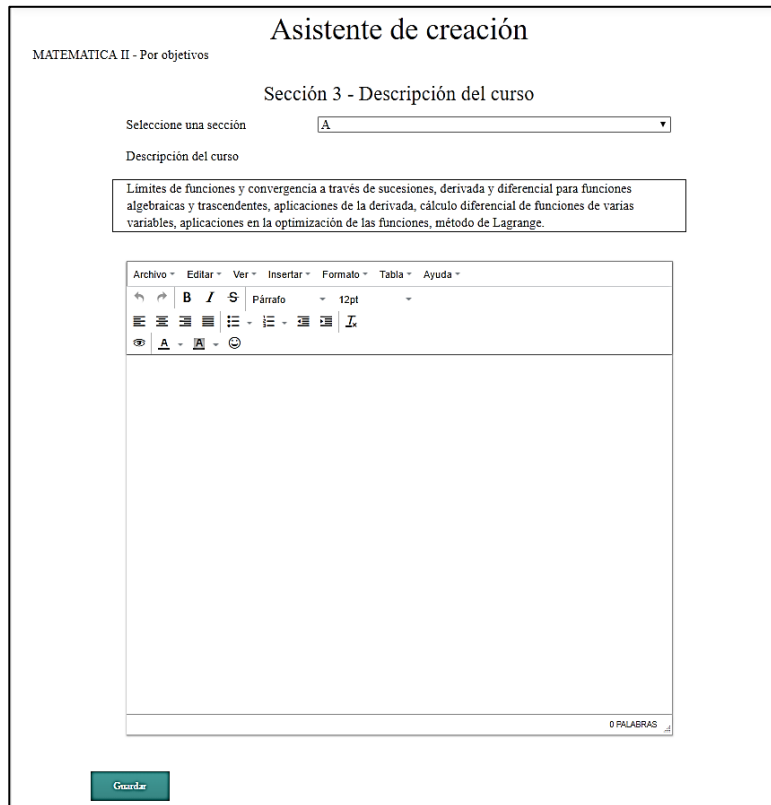 Asistente de creación
MATEMATICA II - Por objetivos
Sección 3 - Descripción del curso
Seleccione una sección A
Descripción del curso
Límites de funciones y convergencia a través de sucesiones, derivada y diferencial para funciones
algebraicas y trascendentes, aplicaciones de la derivada, cálculo diferencial de funciones de varias
variables, aplicaciones en la optimización de las funciones, método de Lagrange.
Archivo Editar Ver Insertar Formato Tabla Ayuda
B I S Párrafo 12pt
A A
0 PALABRAS
Guardar